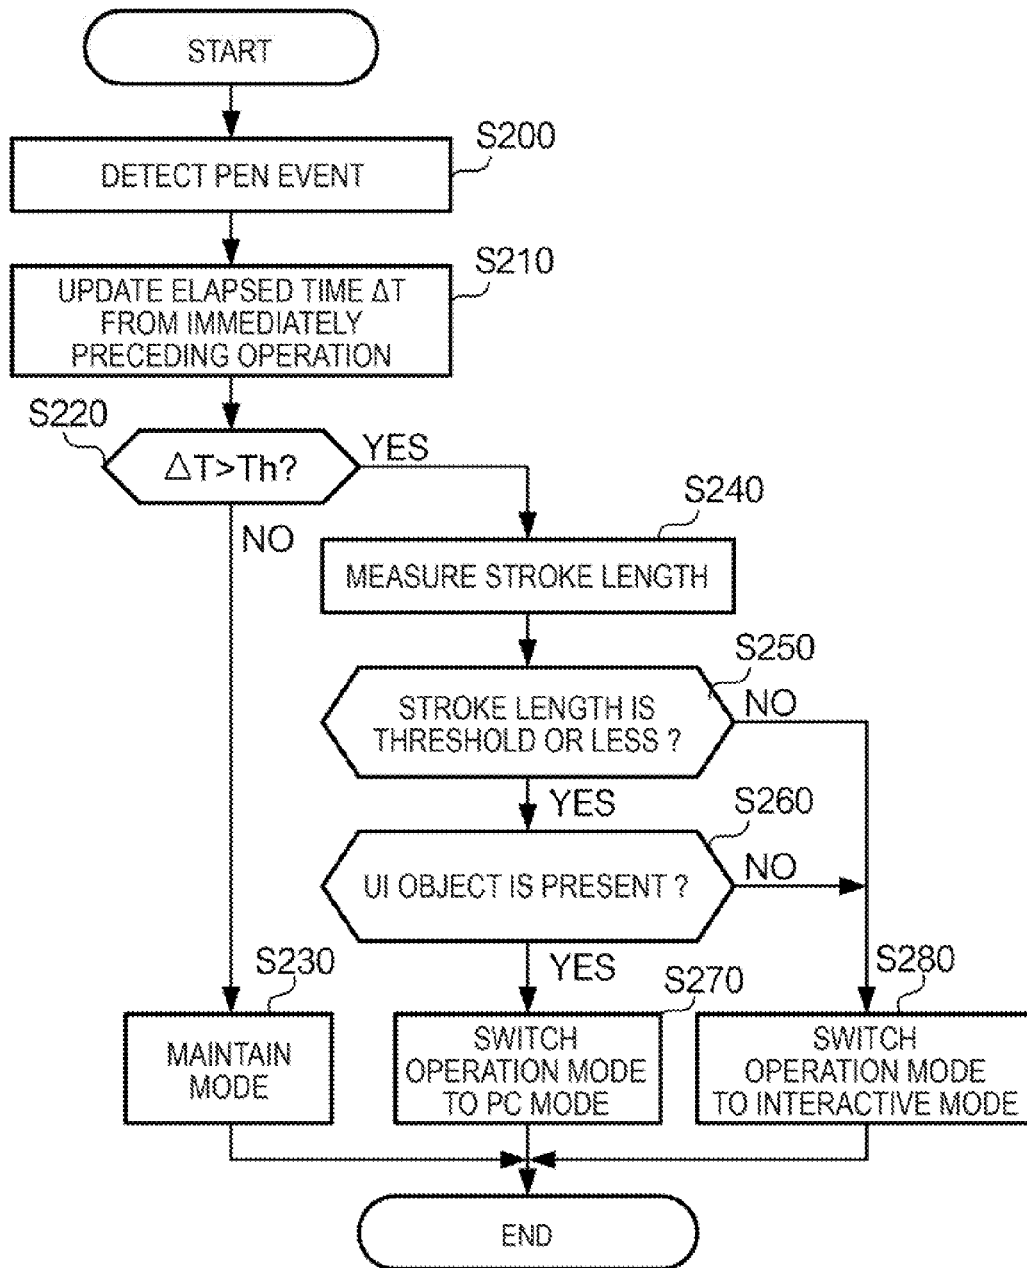 START
S200
DETECT PEN EVENT
S210
UPDATE ELAPSED TIME ΔT
FROM IMMEDIATELY
PRECEDING OPERATION
S220
△T>Th?
YES
NO
S240
MEASURE STROKE LENGTH
S250
STROKE LENGTH IS
THRESHOLD OR LESS ?
NO
YES
S260
UI OBJECT IS PRESENT ?
NO
YES
S230
MAINTAIN
MODE
S270
SWITCH
OPERATION MODE
TO PC MODE
S280
SWITCH
OPERATION MODE
TO INTERACTIVE MODE
END